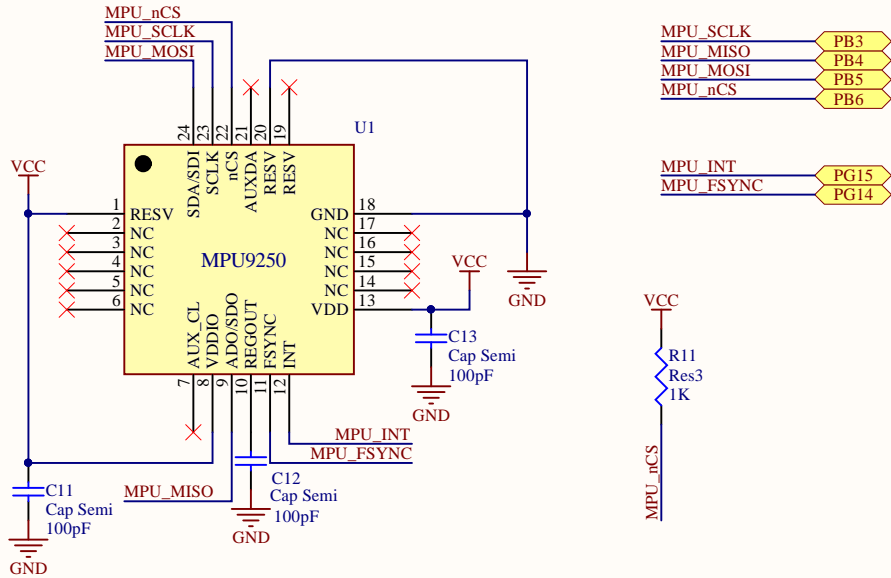 MPU_nCS
MPU_SCLK
MPU_MOSI
MPU_SCLK PB3
MPU_MISO PB4
MPU_MOSI PB5
MPU_nCS PB6
24 23 22 21 20 19
U1
SDA/SDI SCLK nCS AUXDA RESV RESV
VCC
MPU_INT PG15
MPU_FSYNC PG14
1 RESV GND 18
2 NC NC 17
3 NC NC 16
4 NC NC 15
5 NC NC 14
6 NC VDD 13
MPU9250
VCC
GND
AUX_CL VDDIO ADO/SDO REGOUT FSYNC INT
7 8 9 10 11 12
C13
Cap Semi
100pF
GND
VCC
R11
Res3
1K
MPU_nCS
MPU_INT
MPU_FSYNC
MPU_MISO
C11
Cap Semi
100pF
GND
C12
Cap Semi
100pF
GND